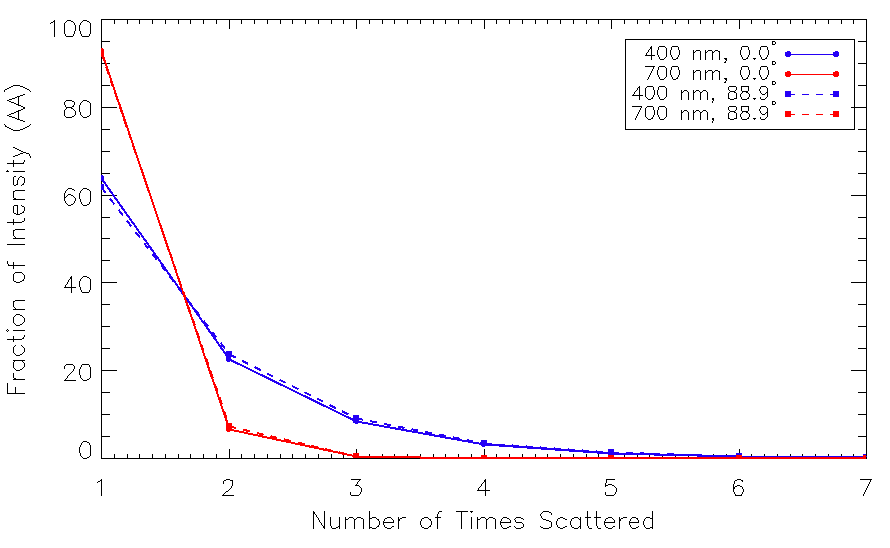 100
80
60
40
20
0
Fraction of Intensity (AA)
400 nm, 0.0°
700 nm, 0.0°
400 nm, 88.9°
700 nm, 88.9°
1 2 3 4 5 6 7
Number of Times Scattered